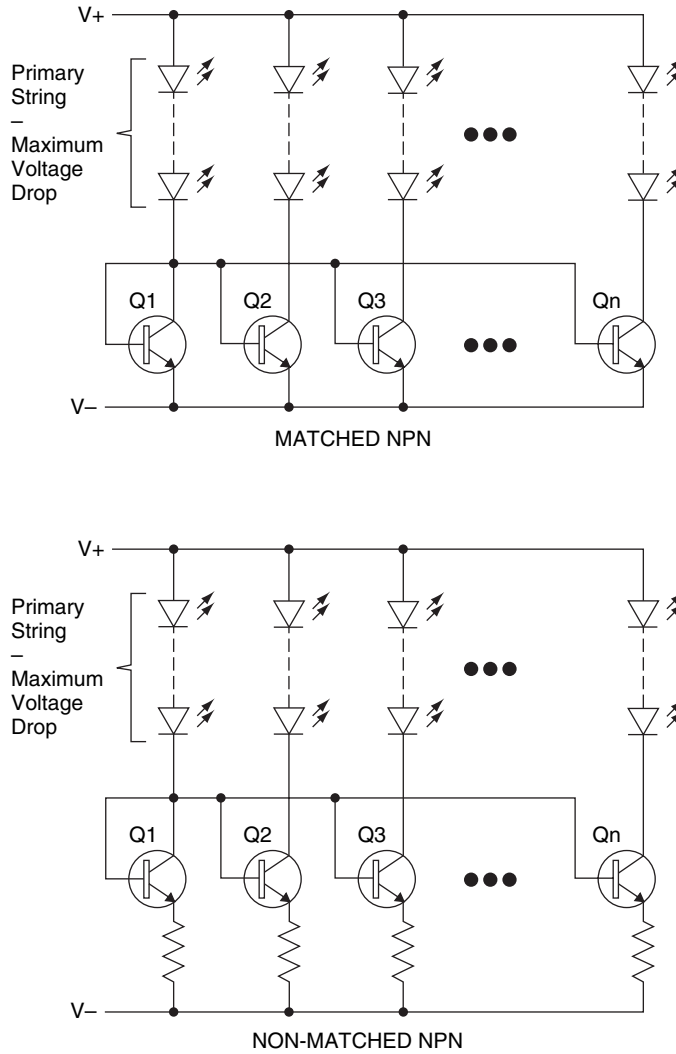 V+
Primary
String
–
Maximum
Voltage
Drop
Q1 Q2 Q3 Qn
V–
MATCHED NPN
V+
Primary
String
–
Maximum
Voltage
Drop
Q1 Q2 Q3 Qn
V–
NON-MATCHED NPN